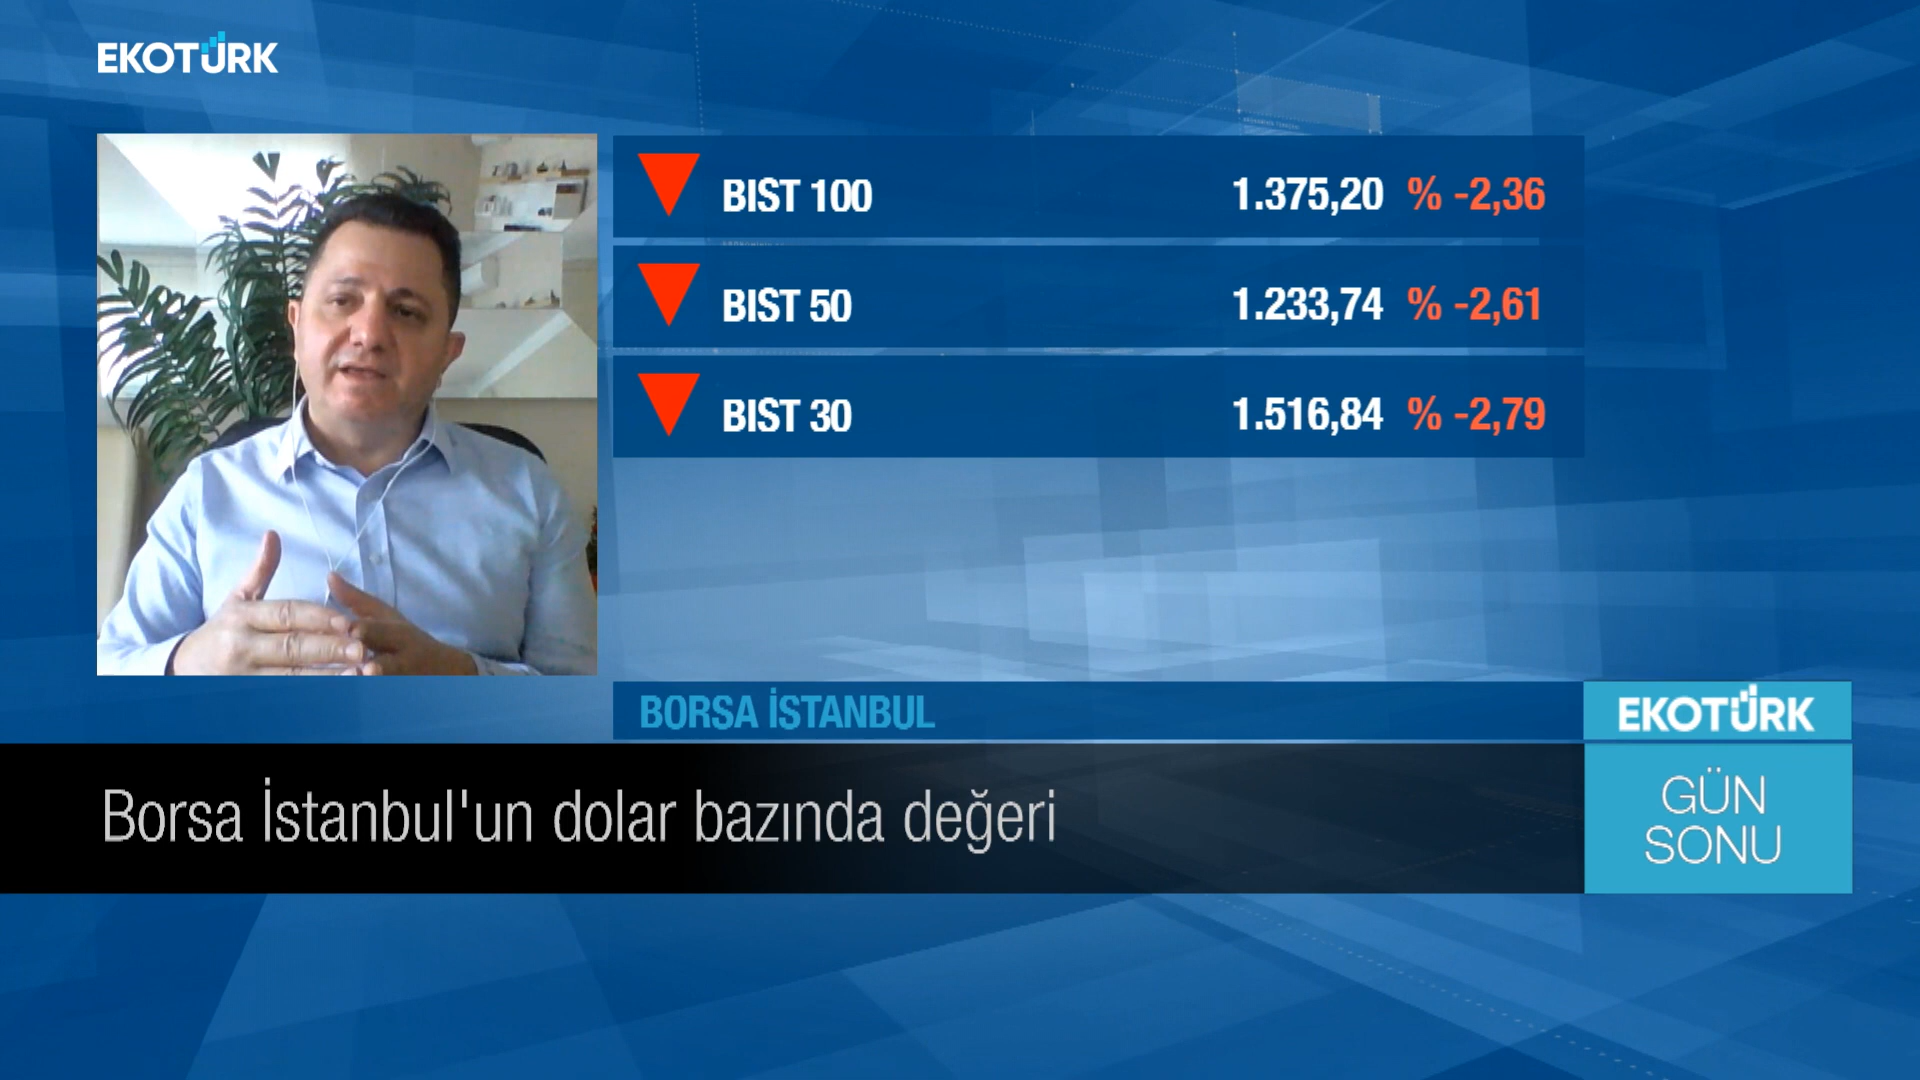 EKOTÜRK
BIST 100 1.375,20 % -2,36
BIST 50 1.233,74 % -2,61
BIST 30 1.516,84 % -2,79
BORSA İSTANBUL
EKOTÜRK
Borsa İstanbul'un dolar bazında değeri
GÜN
SONU